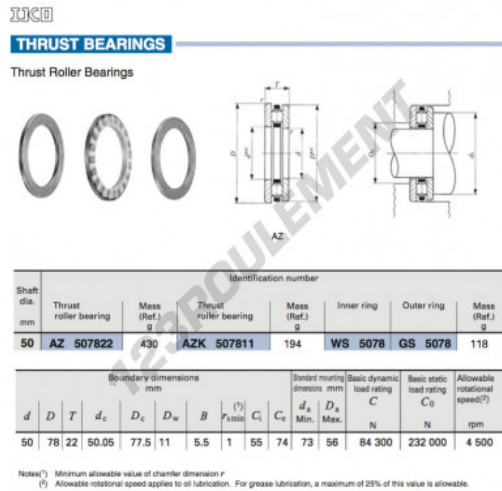 IKO
THRUST BEARINGS
Thrust Roller Bearings
T
r
r
D
d
D
d
AZ
123ROULEMENT
Identification number
Shaft dia. mm Thrust roller bearing Mass (Ref.) g Thrust roller bearing Mass (Ref.) g Inner ring Outer ring Mass (Ref.) g
50 AZ 507822 430 AZK 507811 194 WS 5078 GS 5078 118
Boundary dimensions mm Standard mounting dimensions mm Basic dynamic load rating C N Basic static load rating C0 N Allowable rotational speed(2) rpm
d D T dc Dc Dw B rs min(1) Ci Ce da Min. Da Max.
50 78 22 50.05 77.5 11 5.5 1 55 74 73 56 84 300 232 000 4 500
Notes(1) Minimum allowable value of chamfer dimension r
(2) Allowable rotational speed applies to oil lubrication. For grease lubrication, a maximum of 25% of this value is allowable.